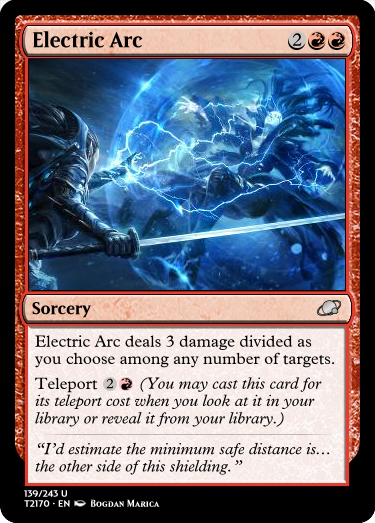 Electric Arc 2
Sorcery
Electric Arc deals 3 damage divided as
you choose among any number of targets.
Teleport 2 (You may cast this card for
its teleport cost when you look at it in your
library or reveal it from your library.)
“I’d estimate the minimum safe distance is…
the other side of this shielding.”
139/243 U
T2170 · EN Bogdan Marica